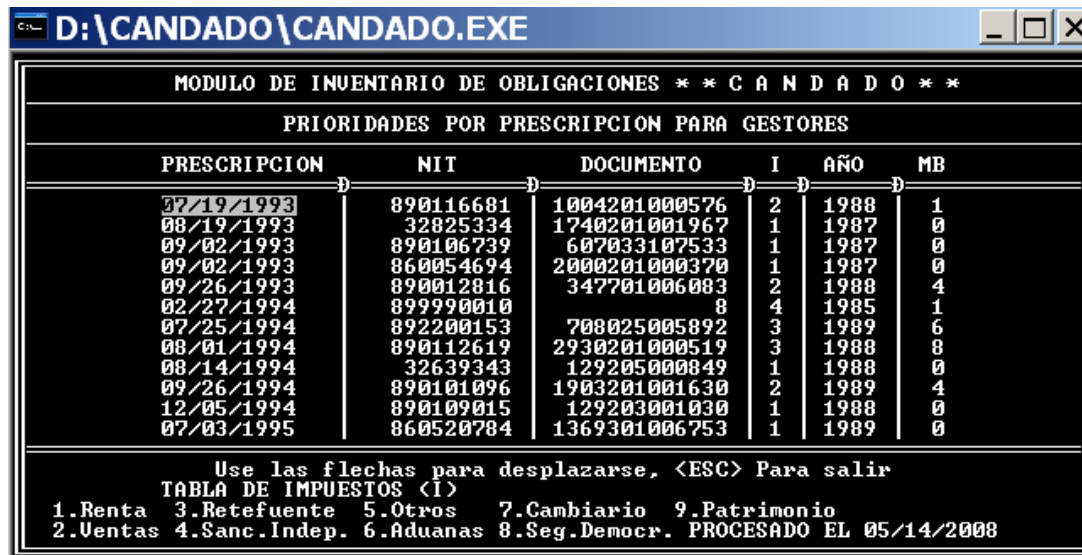 D:\CANDADO\CANDADO.EXE
MODULO DE INVENTARIO DE OBLIGACIONES * * C A N D A D O * *
PRIORIDADES POR PRESCRIPCION PARA GESTORES
PRESCRIPCION NIT DOCUMENTO I AÑO MB
07/19/1993 890116681 1004201000576 2 1988 1
08/19/1993 32825334 1740201001967 1 1987 0
09/02/1993 890106739 607033107533 1 1987 0
09/02/1993 860054694 2000201000370 1 1987 0
09/26/1993 890012816 347701006083 2 1988 4
02/27/1994 899990010 8 4 1985 1
07/25/1994 892200153 708025005892 3 1989 6
08/01/1994 890112619 2930201000519 3 1988 8
08/14/1994 32639343 129205000849 1 1988 0
09/26/1994 890101096 1903201001630 2 1989 4
12/05/1994 890109015 129203001030 1 1988 0
07/03/1995 860520784 1369301006753 1 1989 0
Use las flechas para desplazarse, <ESC> Para salir
TABLA DE IMPUESTOS (I)
1.Renta 3.Retefuente 5.Otros 7.Cambiario 9.Patrimonio
2.Ventas 4.Sanc.Indep. 6.Aduanas 8.Seg.Democr. PROCESADO EL 05/14/2008